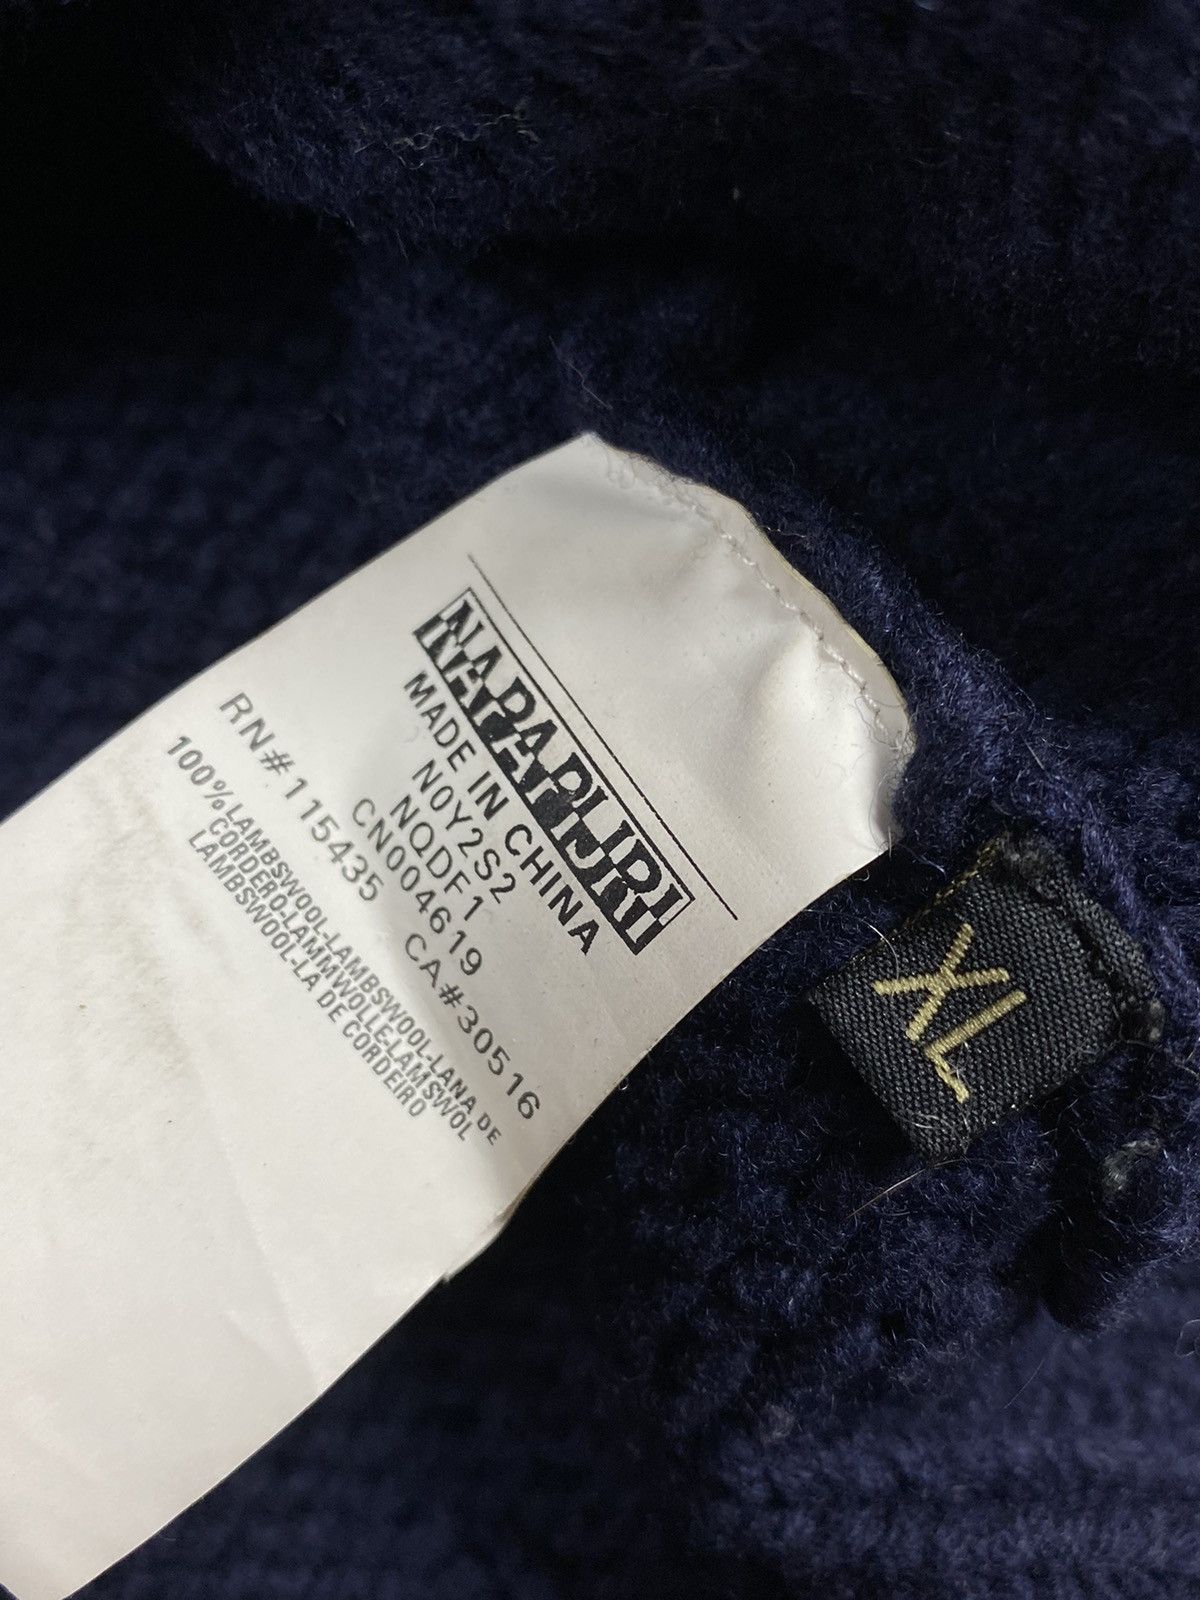 NAPAPIJRI
MADE IN CHINA
N0Y2S2
NQDF1
CN004619
RN#115435 CA#30516
100%LAMBSWOOL-LAMBSWOOL-LANA DE
CORDERO-LAMMWOLLE-LAMSWOL
LAMBSWOOL-LA DE CORDEIRO
XL